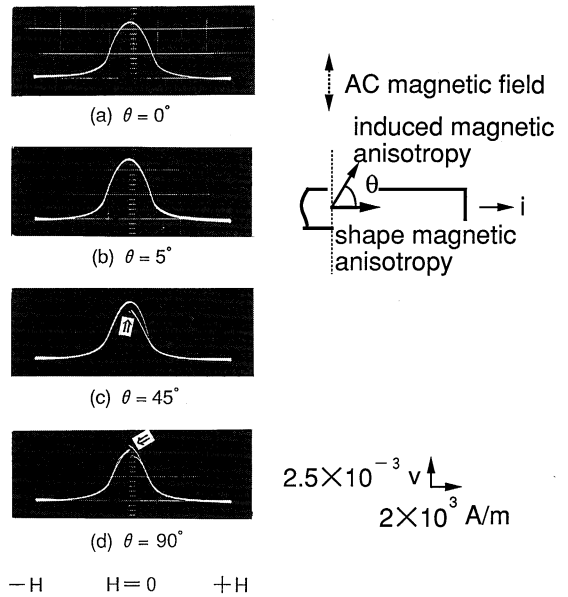 (a) θ = 0°
(b) θ = 5°
(c) θ = 45°
(d) θ = 90°
−H H=0 +H
AC magnetic field
induced magnetic
anisotropy
θ
i
shape magnetic
anisotropy
2.5×10⁻³ v
2×10³ A/m